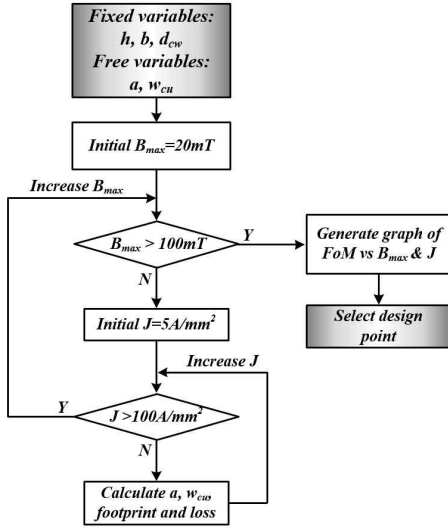 Fixed variables:
h, b, d_cw
Free variables:
a, w_cu
Initial B_max=20mT
Increase B_max
B_max > 100mT
Y
Generate graph of
FoM vs B_max & J
N
Select design
point
Initial J=5A/mm²
Increase J
Y
J >100A/mm²
N
Calculate a, w_cu,
footprint and loss